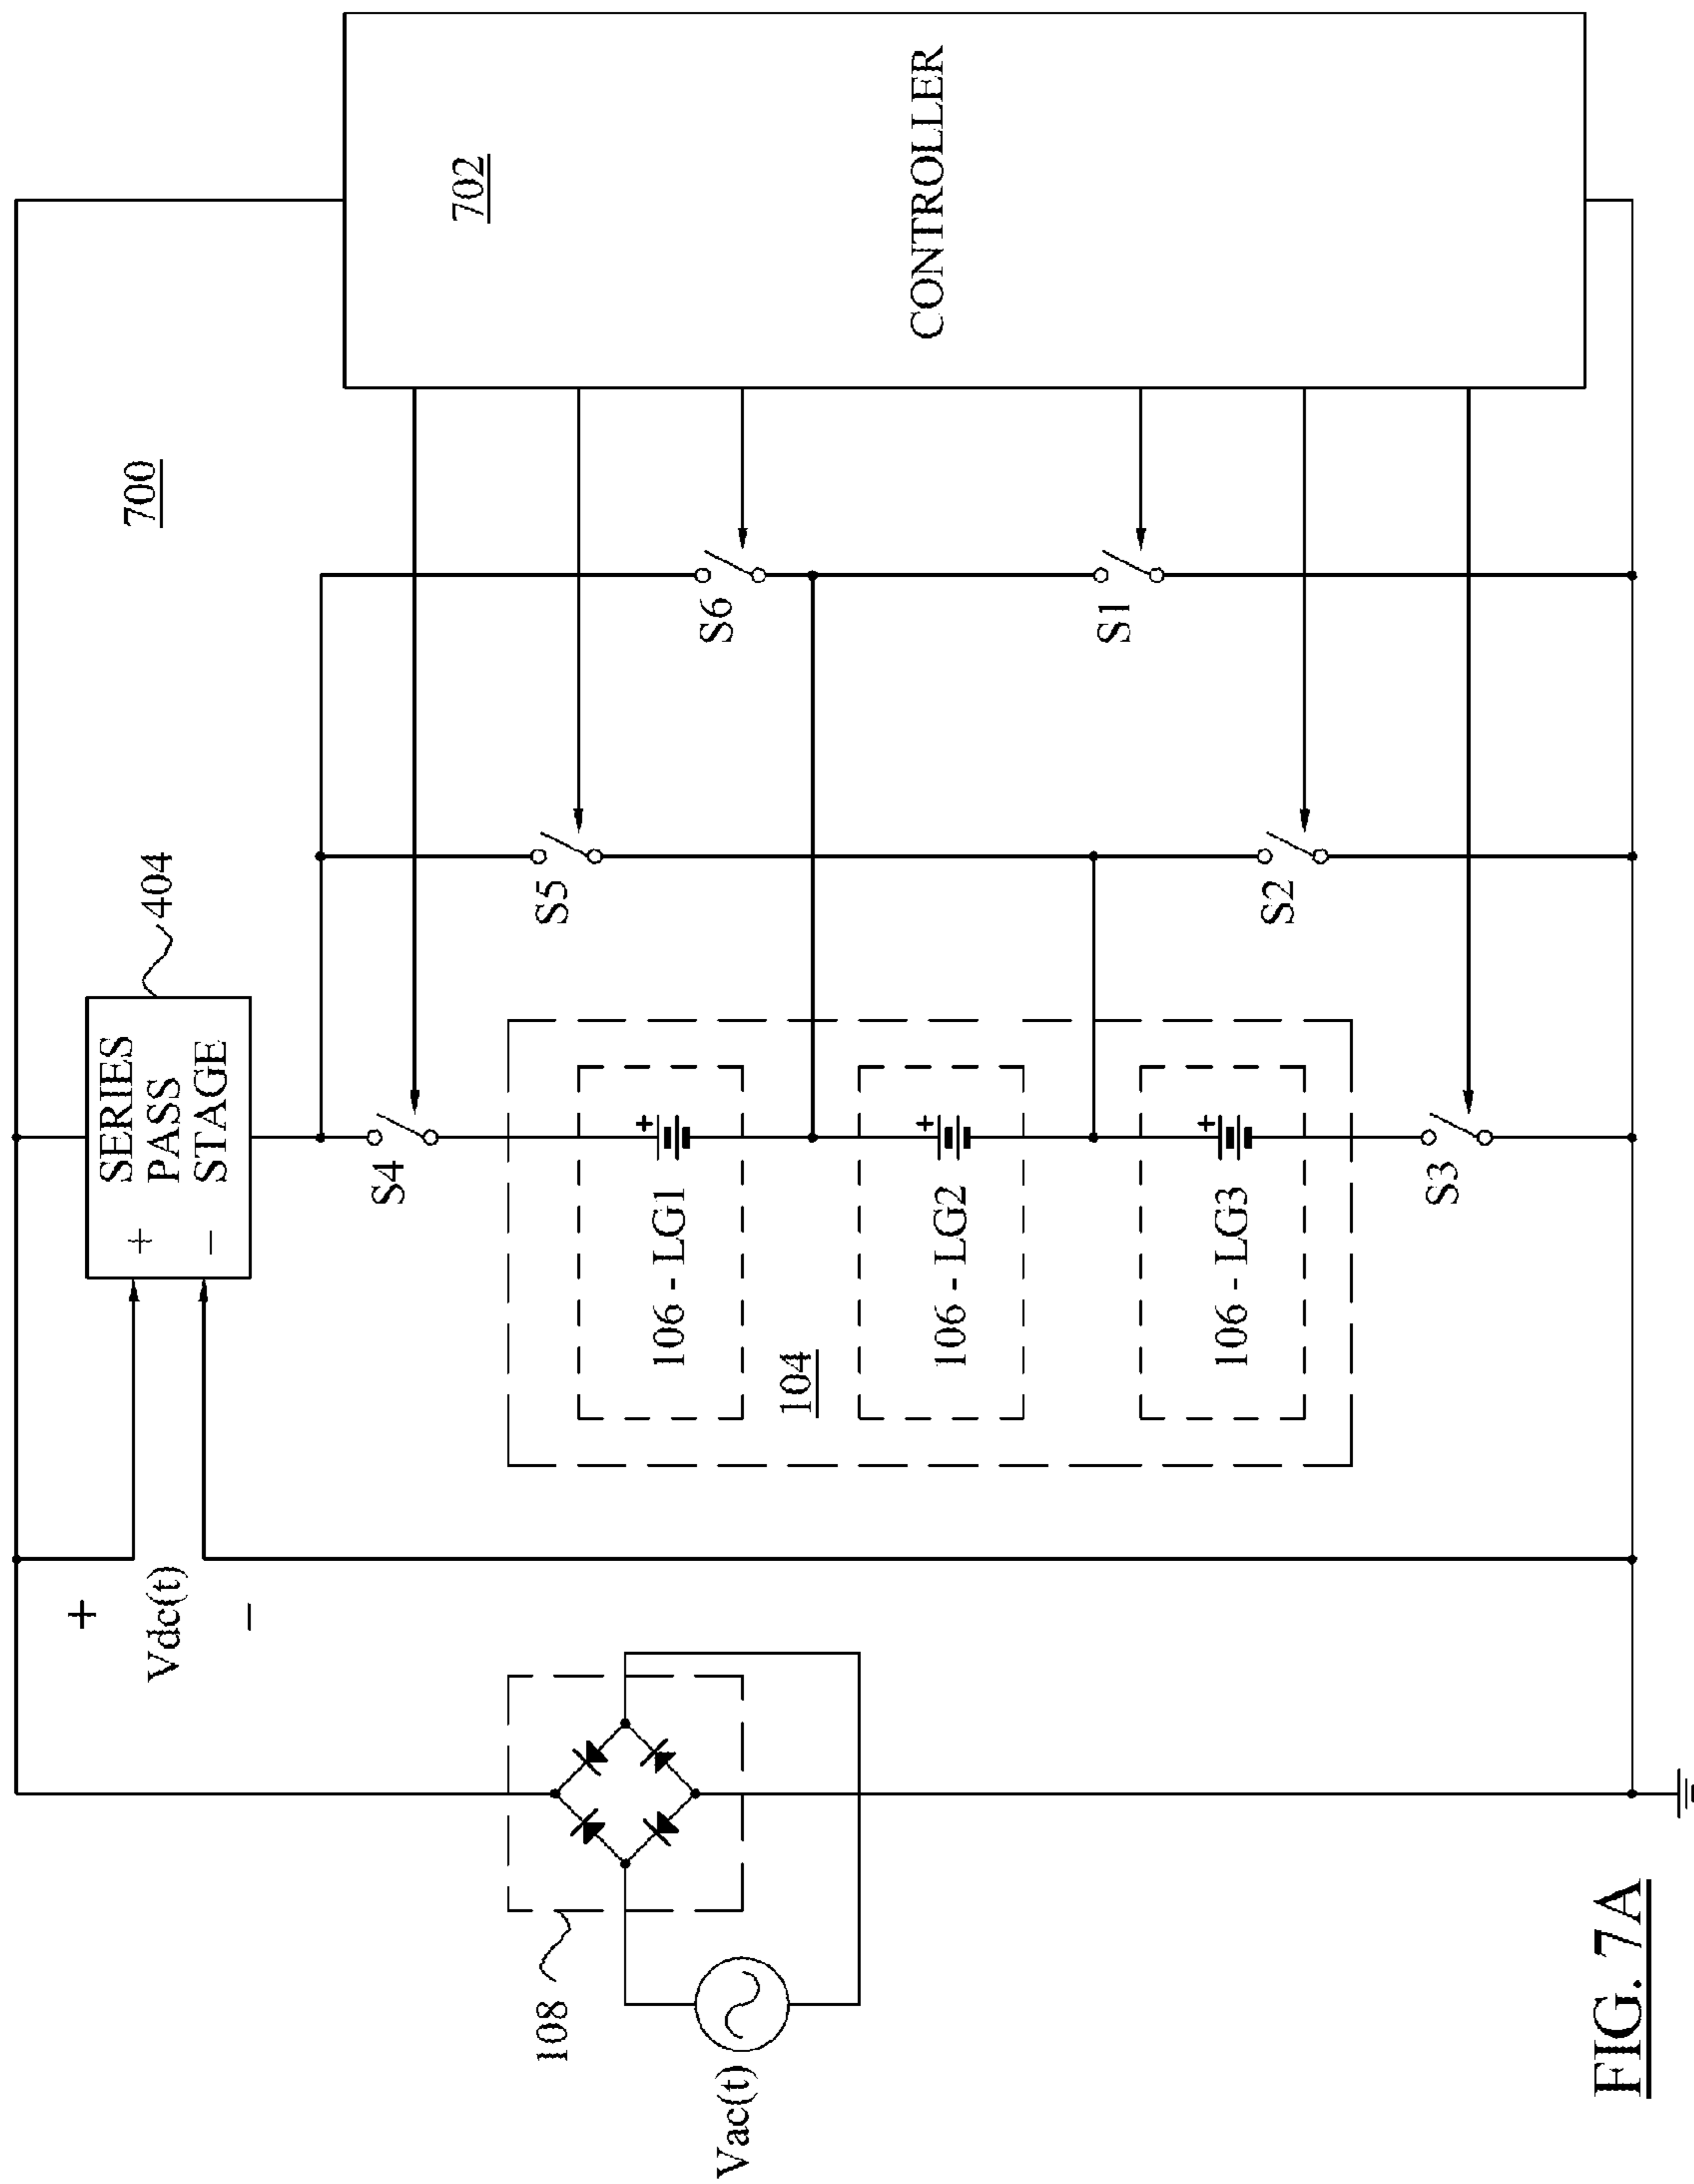 700
404
SERIES
PASS
STAGE
+
−
+
Vdc(t)
−
108
Vac(t)
S4
S5
S6
S1
S2
S3
104
+
106 - LG1
+
106 - LG2
+
106 - LG3
702
CONTROLLER
FIG. 7A